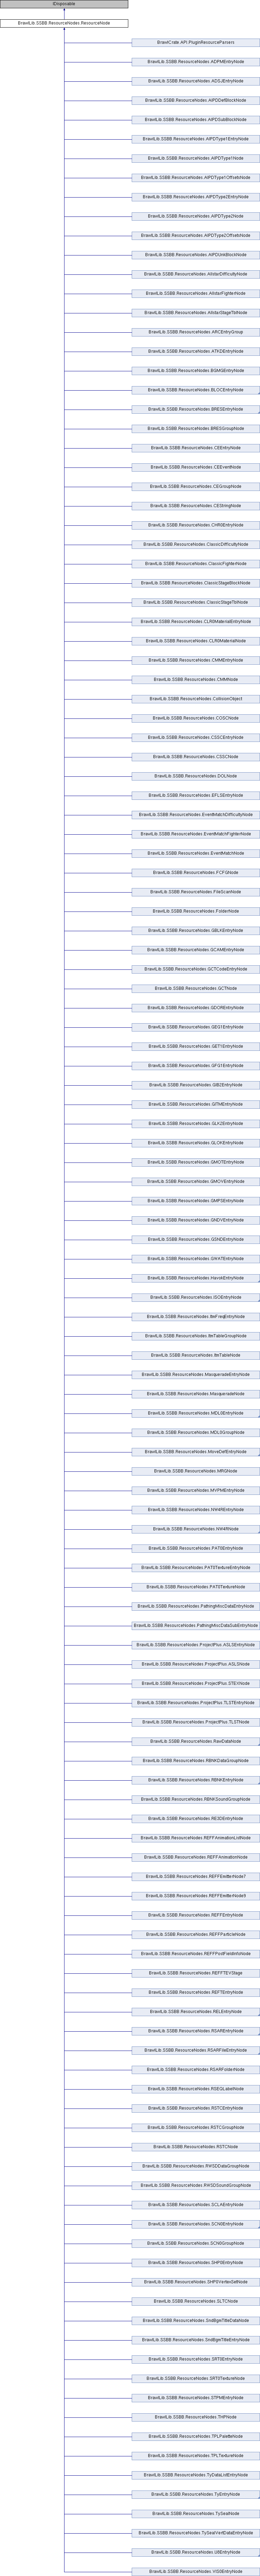 IDisposable
BrawlLib.SSBB.ResourceNodes.ResourceNode
BrawlCrate.API.PluginResourceParsers
BrawlLib.SSBB.ResourceNodes.ADPMEntryNode
BrawlLib.SSBB.ResourceNodes.ADSJEntryNode
BrawlLib.SSBB.ResourceNodes.AIPDDefBlockNode
BrawlLib.SSBB.ResourceNodes.AIPDSubBlockNode
BrawlLib.SSBB.ResourceNodes.AIPDType1EntryNode
BrawlLib.SSBB.ResourceNodes.AIPDType1Node
BrawlLib.SSBB.ResourceNodes.AIPDType1OffsetsNode
BrawlLib.SSBB.ResourceNodes.AIPDType2EntryNode
BrawlLib.SSBB.ResourceNodes.AIPDType2Node
BrawlLib.SSBB.ResourceNodes.AIPDType2OffsetsNode
BrawlLib.SSBB.ResourceNodes.AIPDUnkBlockNode
BrawlLib.SSBB.ResourceNodes.AllstarDifficultyNode
BrawlLib.SSBB.ResourceNodes.AllstarFighterNode
BrawlLib.SSBB.ResourceNodes.AllstarStageTblNode
BrawlLib.SSBB.ResourceNodes.ARCEntryGroup
BrawlLib.SSBB.ResourceNodes.ATKDEntryNode
BrawlLib.SSBB.ResourceNodes.BGMGEntryNode
BrawlLib.SSBB.ResourceNodes.BLOCEntryNode
BrawlLib.SSBB.ResourceNodes.BRESEntryNode
BrawlLib.SSBB.ResourceNodes.BRESGroupNode
BrawlLib.SSBB.ResourceNodes.CEEntryNode
BrawlLib.SSBB.ResourceNodes.CEEventNode
BrawlLib.SSBB.ResourceNodes.CEGroupNode
BrawlLib.SSBB.ResourceNodes.CEStringNode
BrawlLib.SSBB.ResourceNodes.CHR0EntryNode
BrawlLib.SSBB.ResourceNodes.ClassicDifficultyNode
BrawlLib.SSBB.ResourceNodes.ClassicFighterNode
BrawlLib.SSBB.ResourceNodes.ClassicStageBlockNode
BrawlLib.SSBB.ResourceNodes.ClassicStageTblNode
BrawlLib.SSBB.ResourceNodes.CLR0MaterialEntryNode
BrawlLib.SSBB.ResourceNodes.CLR0MaterialNode
BrawlLib.SSBB.ResourceNodes.CMMEntryNode
BrawlLib.SSBB.ResourceNodes.CMMNode
BrawlLib.SSBB.ResourceNodes.CollisionObject
BrawlLib.SSBB.ResourceNodes.COSCNode
BrawlLib.SSBB.ResourceNodes.CSSCEntryNode
BrawlLib.SSBB.ResourceNodes.CSSCNode
BrawlLib.SSBB.ResourceNodes.DOLNode
BrawlLib.SSBB.ResourceNodes.EFLSEntryNode
BrawlLib.SSBB.ResourceNodes.EventMatchDifficultyNode
BrawlLib.SSBB.ResourceNodes.EventMatchFighterNode
BrawlLib.SSBB.ResourceNodes.EventMatchNode
BrawlLib.SSBB.ResourceNodes.FCFGNode
BrawlLib.SSBB.ResourceNodes.FileScanNode
BrawlLib.SSBB.ResourceNodes.FolderNode
BrawlLib.SSBB.ResourceNodes.GBLKEntryNode
BrawlLib.SSBB.ResourceNodes.GCAMEntryNode
BrawlLib.SSBB.ResourceNodes.GCTCodeEntryNode
BrawlLib.SSBB.ResourceNodes.GCTNode
BrawlLib.SSBB.ResourceNodes.GDOREntryNode
BrawlLib.SSBB.ResourceNodes.GEG1EntryNode
BrawlLib.SSBB.ResourceNodes.GET1EntryNode
BrawlLib.SSBB.ResourceNodes.GFG1EntryNode
BrawlLib.SSBB.ResourceNodes.GIB2EntryNode
BrawlLib.SSBB.ResourceNodes.GITMEntryNode
BrawlLib.SSBB.ResourceNodes.GLK2EntryNode
BrawlLib.SSBB.ResourceNodes.GLOKEntryNode
BrawlLib.SSBB.ResourceNodes.GMOTEntryNode
BrawlLib.SSBB.ResourceNodes.GMOVEntryNode
BrawlLib.SSBB.ResourceNodes.GMPSEntryNode
BrawlLib.SSBB.ResourceNodes.GNDVEntryNode
BrawlLib.SSBB.ResourceNodes.GSNDEntryNode
BrawlLib.SSBB.ResourceNodes.GWATEntryNode
BrawlLib.SSBB.ResourceNodes.HavokEntryNode
BrawlLib.SSBB.ResourceNodes.ISOEntryNode
BrawlLib.SSBB.ResourceNodes.ItmFreqEntryNode
BrawlLib.SSBB.ResourceNodes.ItmTableGroupNode
BrawlLib.SSBB.ResourceNodes.ItmTableNode
BrawlLib.SSBB.ResourceNodes.MasqueradeEntryNode
BrawlLib.SSBB.ResourceNodes.MasqueradeNode
BrawlLib.SSBB.ResourceNodes.MDL0EntryNode
BrawlLib.SSBB.ResourceNodes.MDL0GroupNode
BrawlLib.SSBB.ResourceNodes.MoveDefEntryNode
BrawlLib.SSBB.ResourceNodes.MRGNode
BrawlLib.SSBB.ResourceNodes.MVPMEntryNode
BrawlLib.SSBB.ResourceNodes.NW4REntryNode
BrawlLib.SSBB.ResourceNodes.NW4RNode
BrawlLib.SSBB.ResourceNodes.PAT0EntryNode
BrawlLib.SSBB.ResourceNodes.PAT0TextureEntryNode
BrawlLib.SSBB.ResourceNodes.PAT0TextureNode
BrawlLib.SSBB.ResourceNodes.PathingMiscDataEntryNode
BrawlLib.SSBB.ResourceNodes.PathingMiscDataSubEntryNode
BrawlLib.SSBB.ResourceNodes.ProjectPlus.ASLSEntryNode
BrawlLib.SSBB.ResourceNodes.ProjectPlus.ASLSNode
BrawlLib.SSBB.ResourceNodes.ProjectPlus.STEXNode
BrawlLib.SSBB.ResourceNodes.ProjectPlus.TLSTEntryNode
BrawlLib.SSBB.ResourceNodes.ProjectPlus.TLSTNode
BrawlLib.SSBB.ResourceNodes.RawDataNode
BrawlLib.SSBB.ResourceNodes.RBNKDataGroupNode
BrawlLib.SSBB.ResourceNodes.RBNKEntryNode
BrawlLib.SSBB.ResourceNodes.RBNKSoundGroupNode
BrawlLib.SSBB.ResourceNodes.RE3DEntryNode
BrawlLib.SSBB.ResourceNodes.REFFAnimationListNode
BrawlLib.SSBB.ResourceNodes.REFFAnimationNode
BrawlLib.SSBB.ResourceNodes.REFFEmitterNode7
BrawlLib.SSBB.ResourceNodes.REFFEmitterNode9
BrawlLib.SSBB.ResourceNodes.REFFEntryNode
BrawlLib.SSBB.ResourceNodes.REFFParticleNode
BrawlLib.SSBB.ResourceNodes.REFFPostFieldInfoNode
BrawlLib.SSBB.ResourceNodes.REFFTEVStage
BrawlLib.SSBB.ResourceNodes.REFTEntryNode
BrawlLib.SSBB.ResourceNodes.RELEntryNode
BrawlLib.SSBB.ResourceNodes.RSAREntryNode
BrawlLib.SSBB.ResourceNodes.RSARFileEntryNode
BrawlLib.SSBB.ResourceNodes.RSARFolderNode
BrawlLib.SSBB.ResourceNodes.RSEQLabelNode
BrawlLib.SSBB.ResourceNodes.RSTCEntryNode
BrawlLib.SSBB.ResourceNodes.RSTCGroupNode
BrawlLib.SSBB.ResourceNodes.RSTCNode
BrawlLib.SSBB.ResourceNodes.RWSDDataGroupNode
BrawlLib.SSBB.ResourceNodes.RWSDSoundGroupNode
BrawlLib.SSBB.ResourceNodes.SCLAEntryNode
BrawlLib.SSBB.ResourceNodes.SCN0EntryNode
BrawlLib.SSBB.ResourceNodes.SCN0GroupNode
BrawlLib.SSBB.ResourceNodes.SHP0EntryNode
BrawlLib.SSBB.ResourceNodes.SHP0VertexSetNode
BrawlLib.SSBB.ResourceNodes.SLTCNode
BrawlLib.SSBB.ResourceNodes.SndBgmTitleDataNode
BrawlLib.SSBB.ResourceNodes.SndBgmTitleEntryNode
BrawlLib.SSBB.ResourceNodes.SRT0EntryNode
BrawlLib.SSBB.ResourceNodes.SRT0TextureNode
BrawlLib.SSBB.ResourceNodes.STPMEntryNode
BrawlLib.SSBB.ResourceNodes.THPNode
BrawlLib.SSBB.ResourceNodes.TPLPaletteNode
BrawlLib.SSBB.ResourceNodes.TPLTextureNode
BrawlLib.SSBB.ResourceNodes.TyDataListEntryNode
BrawlLib.SSBB.ResourceNodes.TyEntryNode
BrawlLib.SSBB.ResourceNodes.TySealNode
BrawlLib.SSBB.ResourceNodes.TySealVertDataEntryNode
BrawlLib.SSBB.ResourceNodes.U8EntryNode
BrawlLib.SSBB.ResourceNodes.VIS0EntryNode